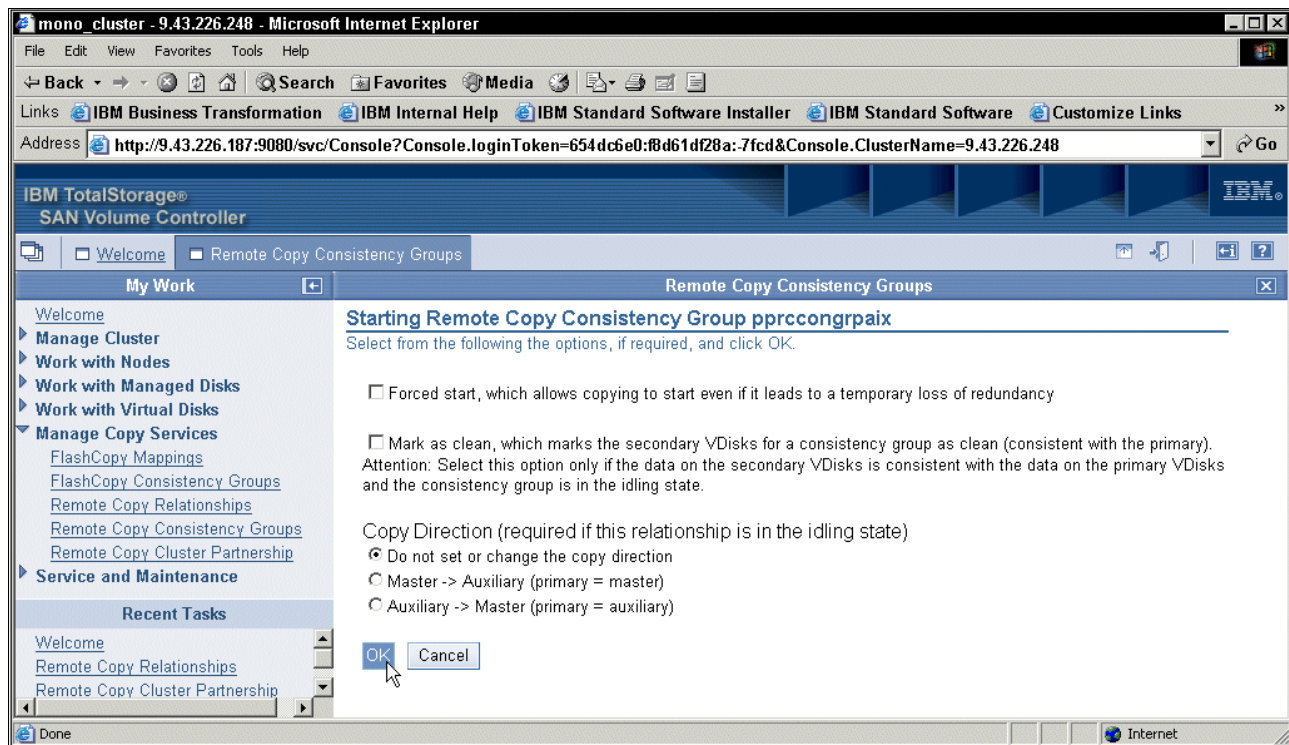 mono_cluster - 9.43.226.248 - Microsoft Internet Explorer
File Edit View Favorites Tools Help
Back Search Favorites Media
Links IBM Business Transformation IBM Internal Help IBM Standard Software Installer IBM Standard Software Customize Links »
Address http://9.43.226.187:9080/svc/Console?Console.loginToken=654dc6e0:f8d61df28a:-7fcd&Console.ClusterName=9.43.226.248 Go
IBM TotalStorage®
SAN Volume Controller
IBM®
Welcome Remote Copy Consistency Groups
My Work
Welcome
Manage Cluster
Work with Nodes
Work with Managed Disks
Work with Virtual Disks
Manage Copy Services
FlashCopy Mappings
FlashCopy Consistency Groups
Remote Copy Relationships
Remote Copy Consistency Groups
Remote Copy Cluster Partnership
Service and Maintenance
Recent Tasks
Welcome
Remote Copy Relationships
Remote Copy Cluster Partnership
Remote Copy Consistency Groups
Starting Remote Copy Consistency Group pprccongrpaix
Select from the following the options, if required, and click OK.
Forced start, which allows copying to start even if it leads to a temporary loss of redundancy
Mark as clean, which marks the secondary VDisks for a consistency group as clean (consistent with the primary).
Attention: Select this option only if the data on the secondary VDisks is consistent with the data on the primary VDisks
and the consistency group is in the idling state.
Copy Direction (required if this relationship is in the idling state)
Do not set or change the copy direction
Master -> Auxiliary (primary = master)
Auxiliary -> Master (primary = auxiliary)
OK Cancel
Done Internet